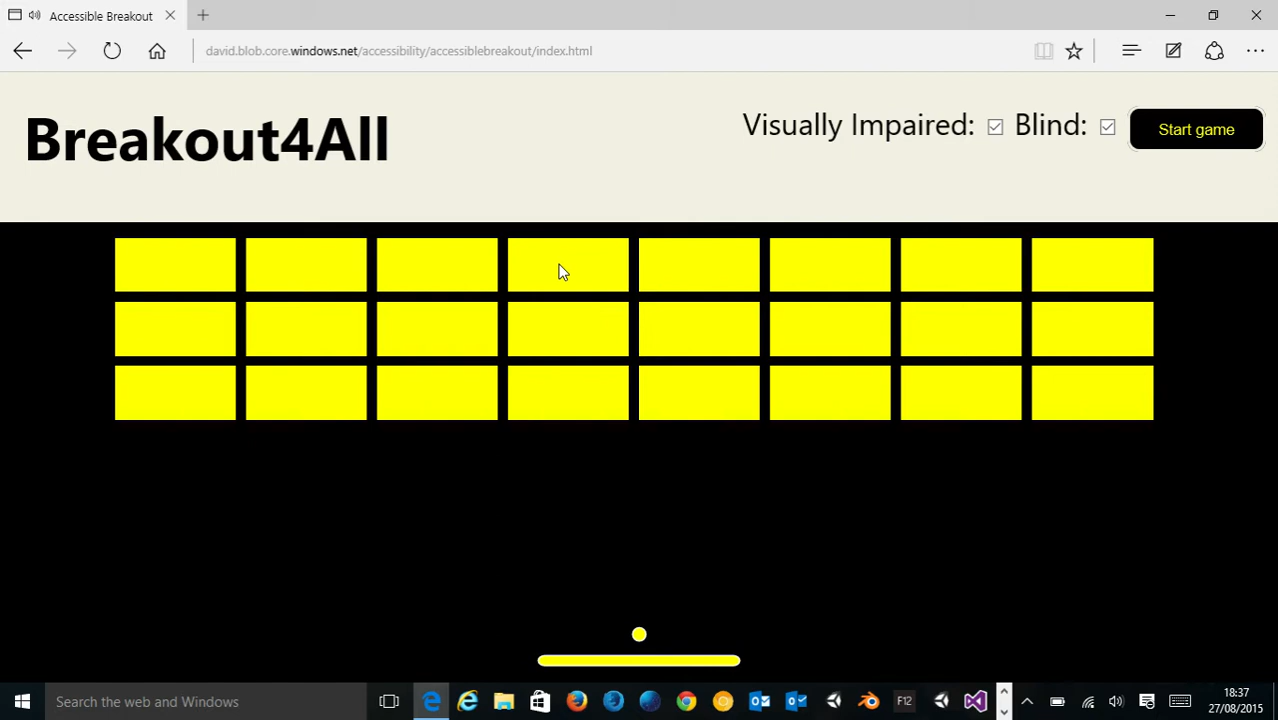 Accessible Breakout
david.blob.core.windows.net/accessibility/accessiblebreakout/index.html
Breakout4All
Visually Impaired: Blind: Start game
Search the web and Windows
F12
18:37
27/08/2015